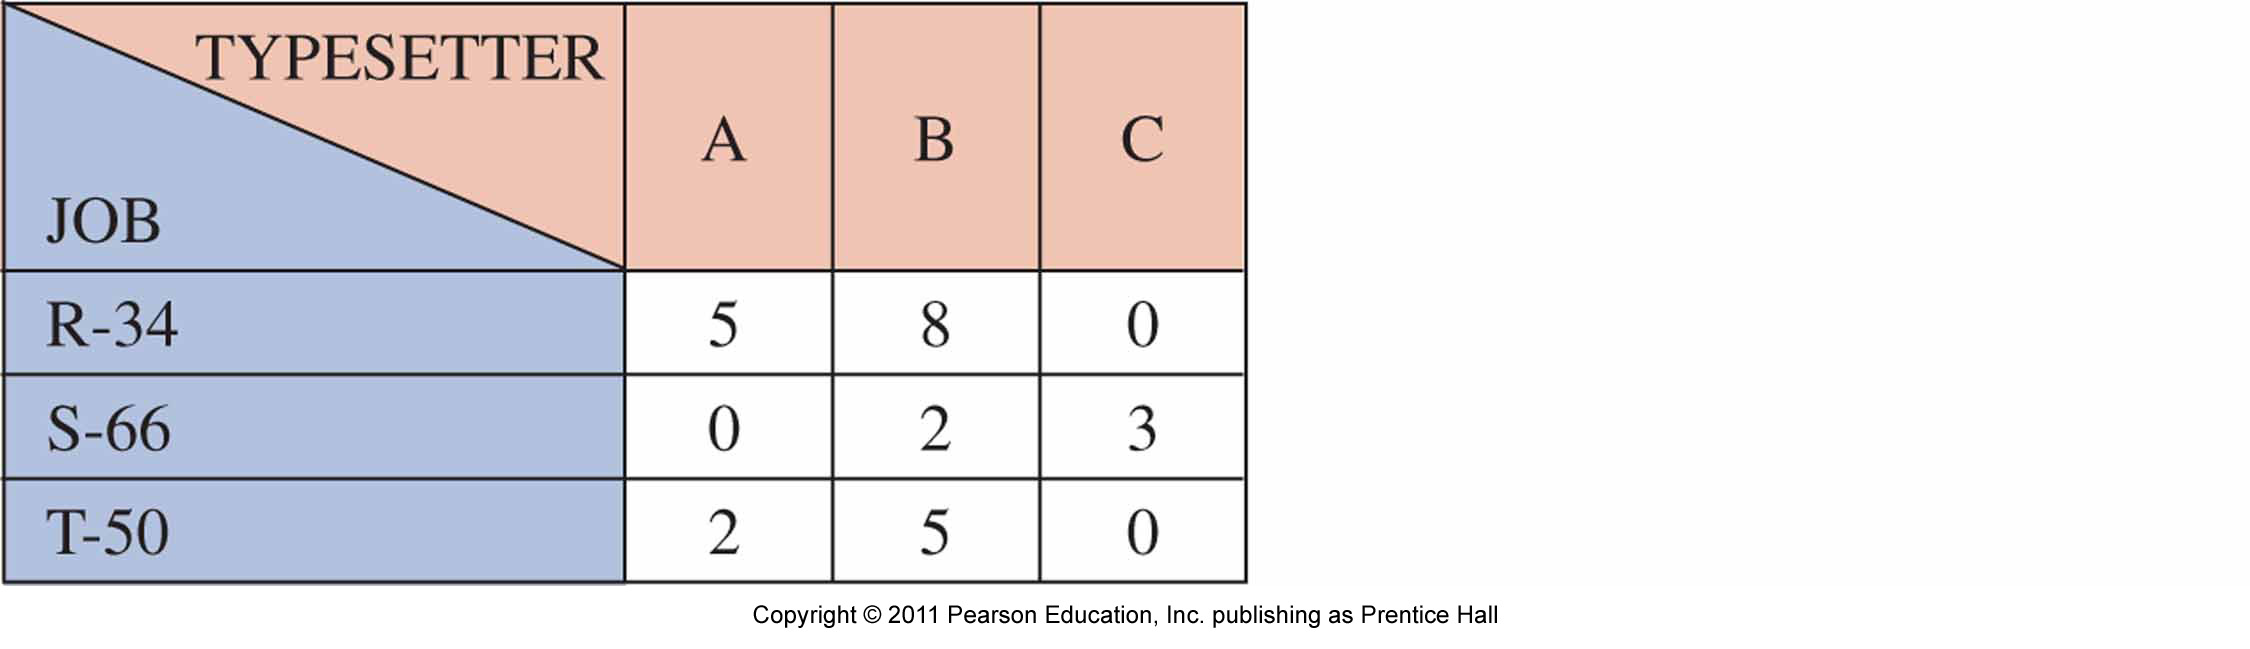 TYPESETTER
JOB
A B C
R-34 5 8 0
S-66 0 2 3
T-50 2 5 0
Copyright © 2011 Pearson Education, Inc. publishing as Prentice Hall